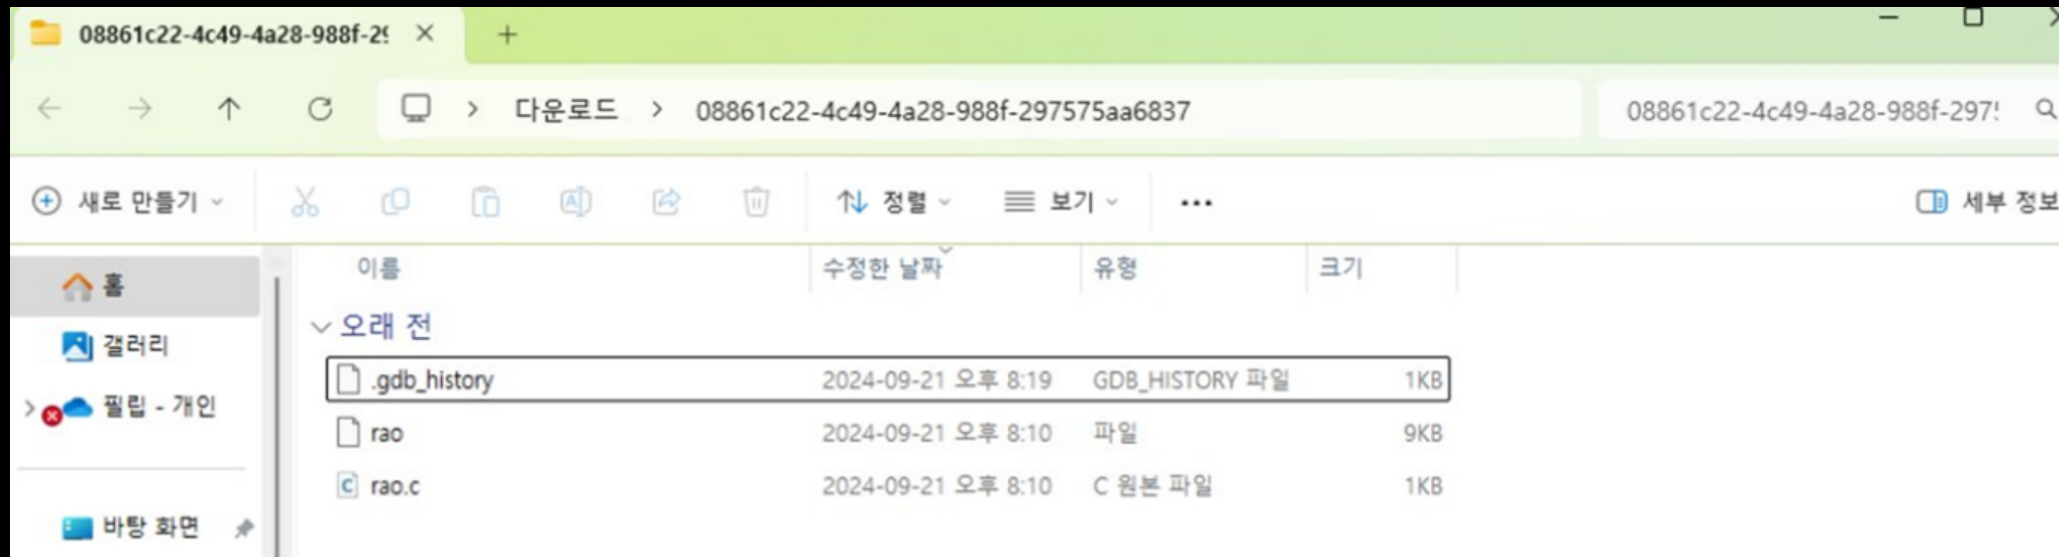 08861c22-4c49-4a28-988f-29
다운로드 > 08861c22-4c49-4a28-988f-297575aa6837
08861c22-4c49-4a28-988f-297
새로 만들기 정렬 보기 세부 정보
이름 수정한 날짜 유형 크기
홈
갤러리
필립 - 개인
바탕 화면
오래 전
.gdb_history 2024-09-21 오후 8:19 GDB_HISTORY 파일 1KB
rao 2024-09-21 오후 8:10 파일 9KB
rao.c 2024-09-21 오후 8:10 C 원본 파일 1KB